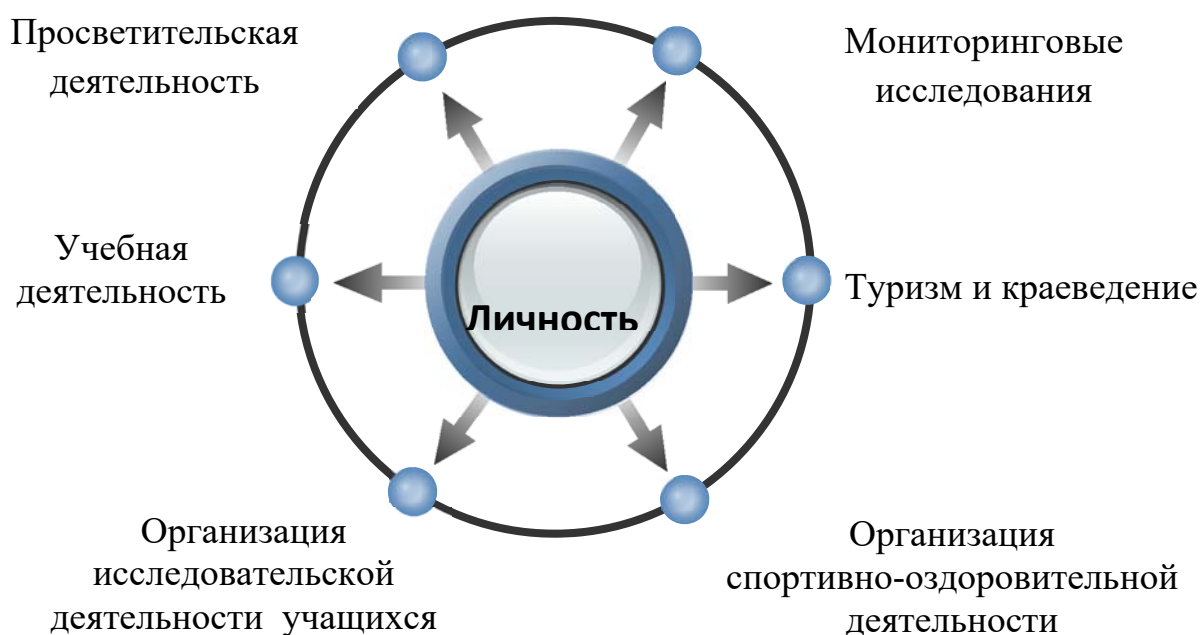 Просветительская
деятельность
Мониторинговые
исследования
Учебная
деятельность
Личность
Туризм и краеведение
Организация
исследовательской
деятельности учащихся
Организация
спортивно-оздоровительной
деятельности